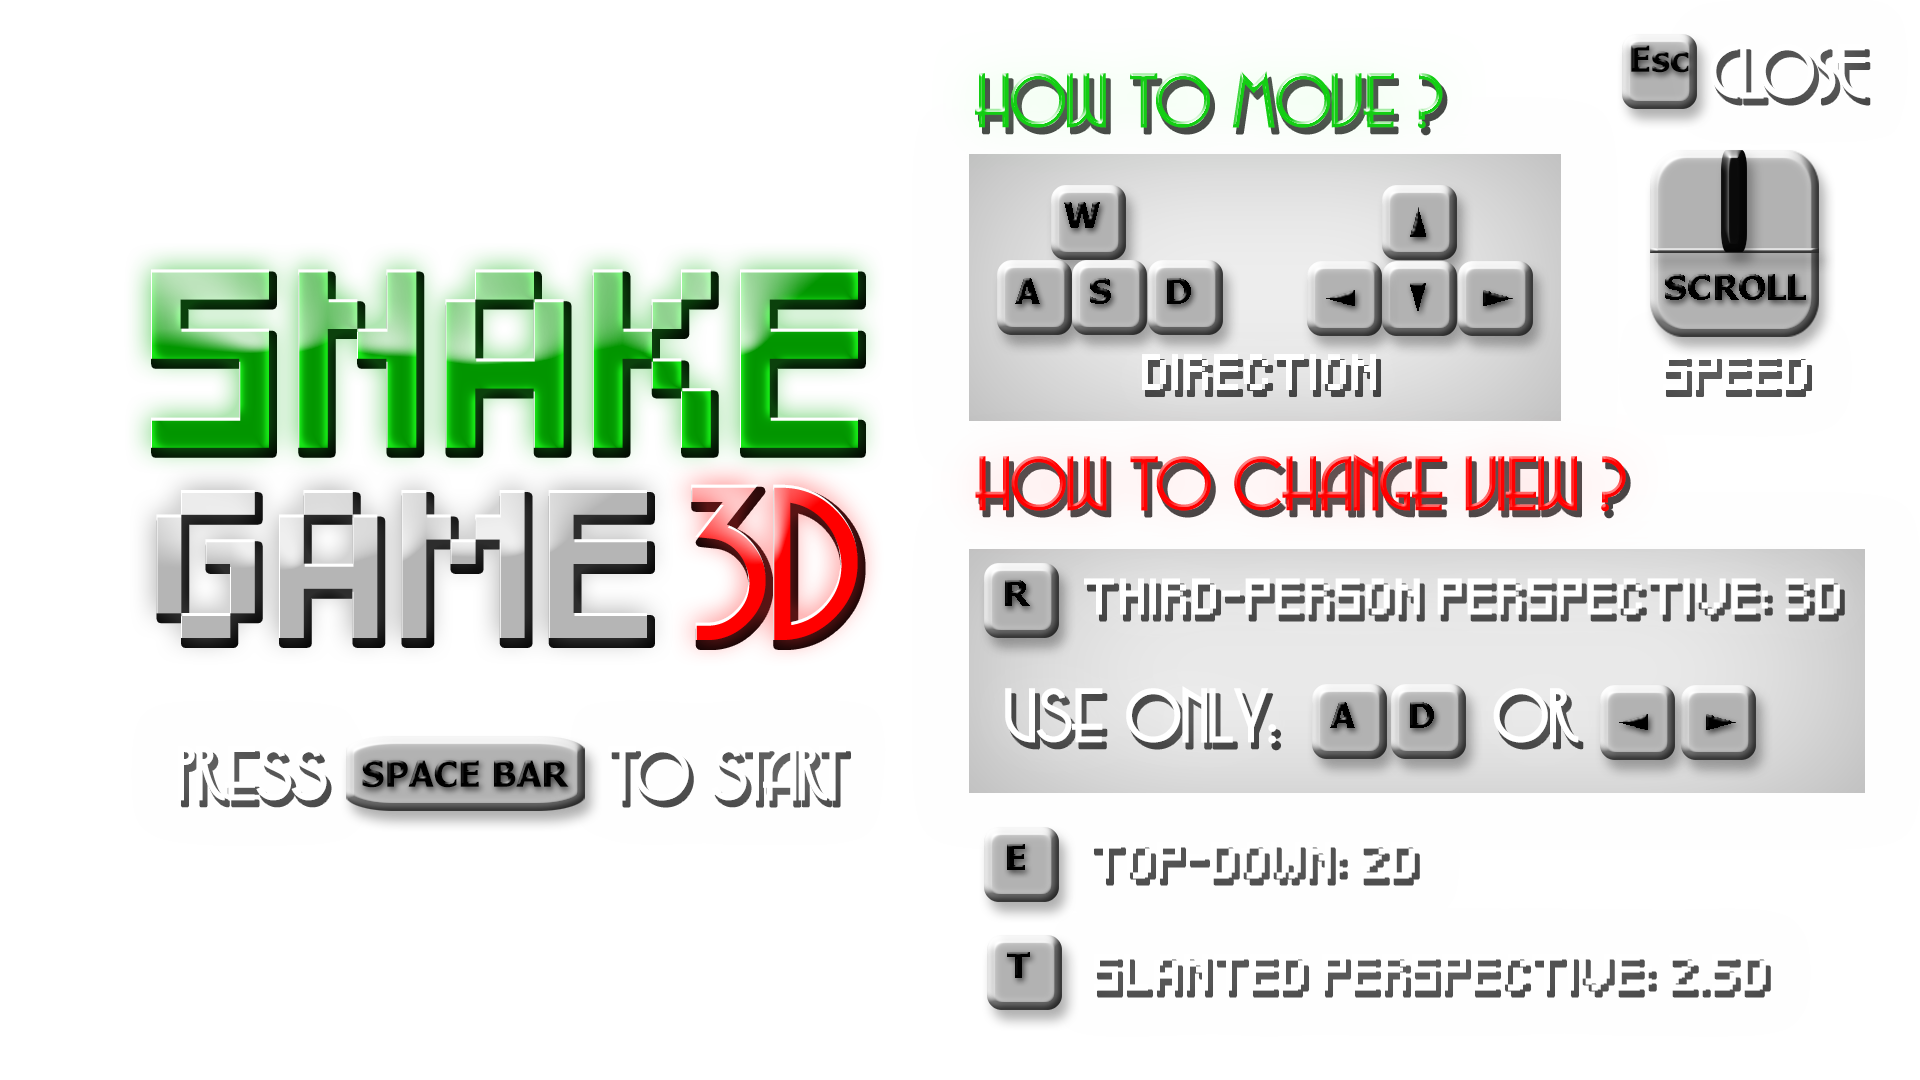 SNAKE
GAME 3D
PRESS SPACE BAR TO START
HOW TO MOVE ?
W
A S D
DIRECTION
Esc CLOSE
SCROLL
SPEED
HOW TO CHANGE VIEW ?
R THIRD-PERSON PERSPECTIVE: 3D
USE ONLY: A D OR
E TOP-DOWN: 2D
T SLANTED PERSPECTIVE: 2.5D